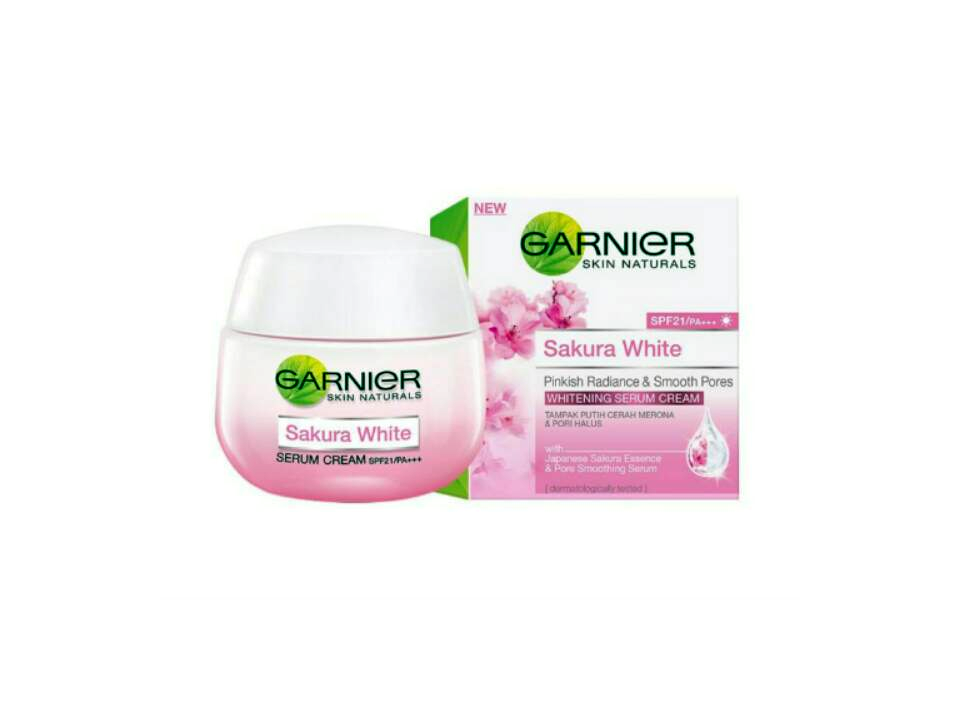 GARNIER
SKIN NATURALS
Sakura White
SERUM CREAM SPF21/PA+++
NEW
GARNIER
SKIN NATURALS
SPF21/PA+++
Sakura White
Pinkish Radiance & Smooth Pores
WHITENING SERUM CREAM
TAMPAK PUTIH CERAH MERONA
& PORI HALUS
with
Japanese Sakura Essence
& Pore Smoothing Serum
( dermatologically tested )